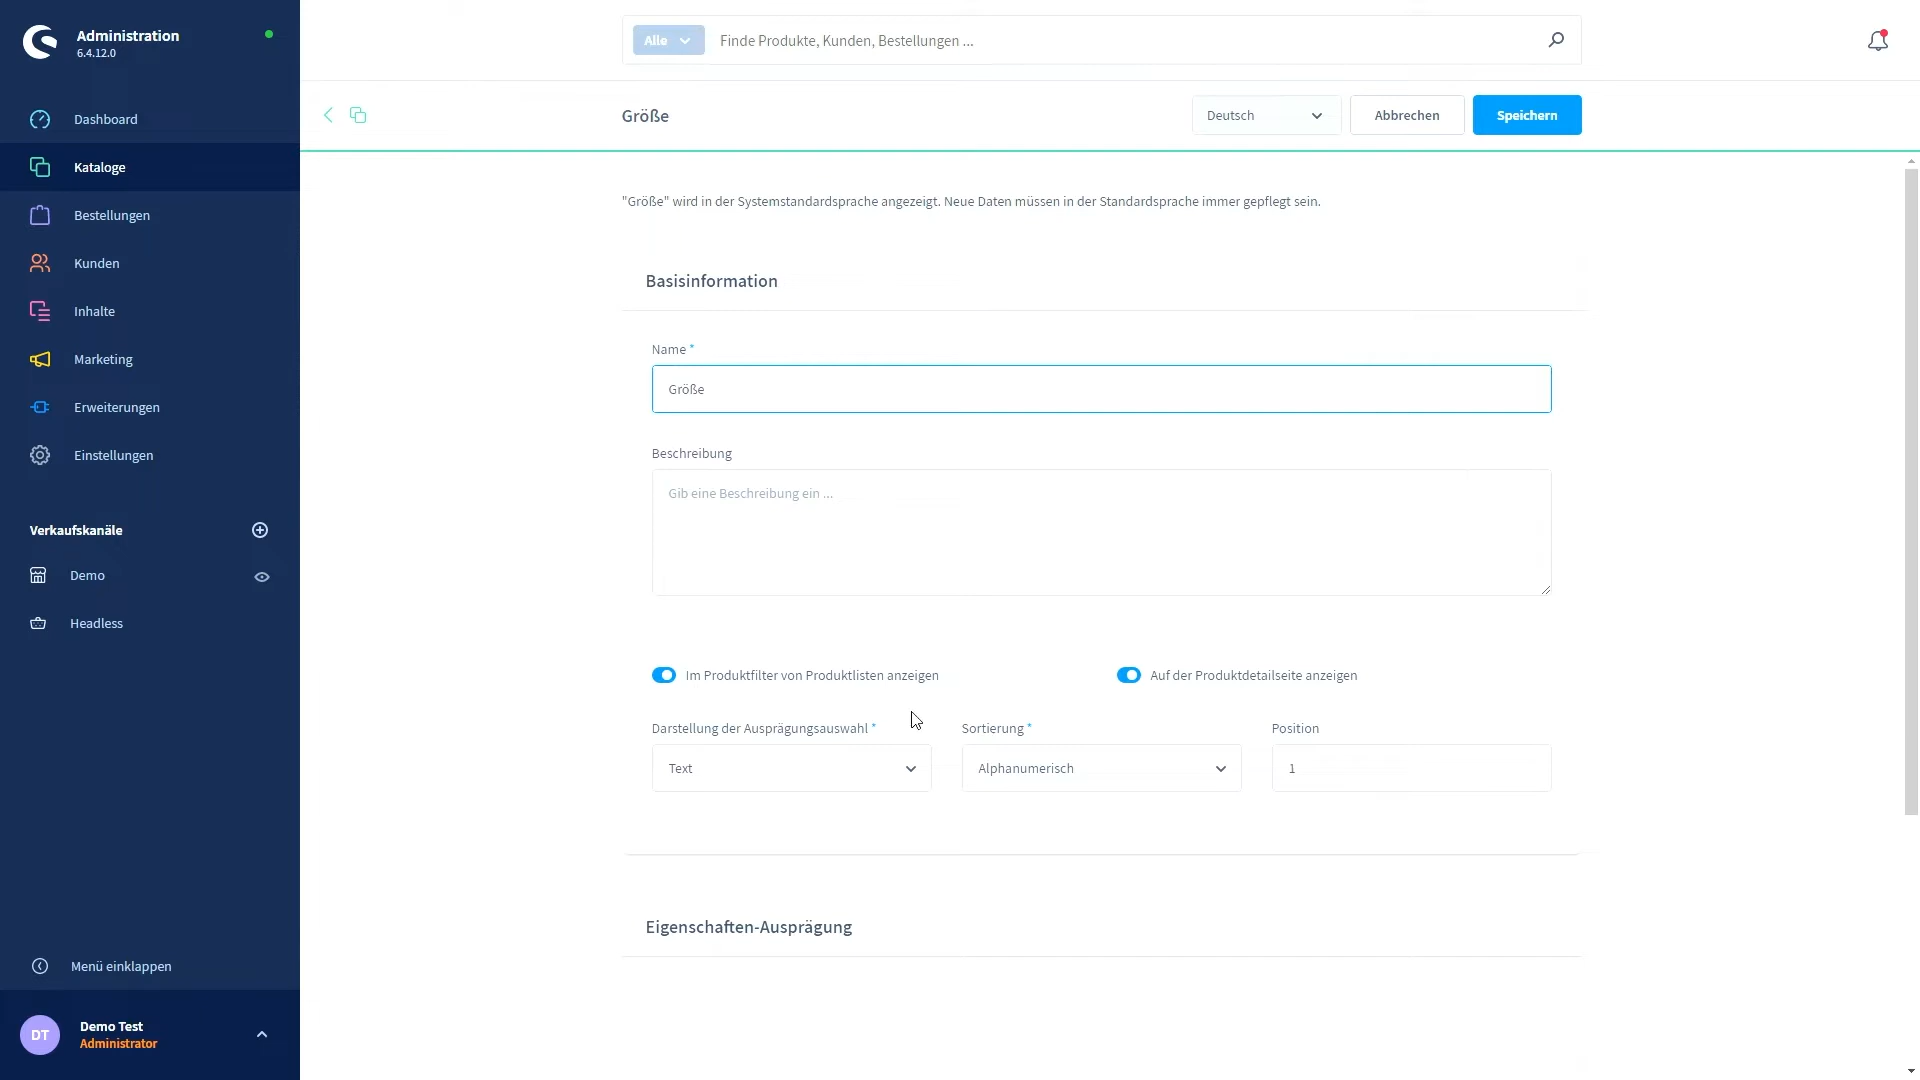 Administration
6.4.12.0
Dashboard
Kataloge
Bestellungen
Kunden
Inhalte
Marketing
Erweiterungen
Einstellungen
Verkaufskanäle
Demo
Headless
Menü einklappen
DT
Demo Test
Administrator
Alle
Finde Produkte, Kunden, Bestellungen ...
Größe
Deutsch
Abbrechen
Speichern
"Größe" wird in der Systemstandardsprache angezeigt. Neue Daten müssen in der Standardsprache immer gepflegt sein.
Basisinformation
Name *
Größe
Beschreibung
Gib eine Beschreibung ein ...
Im Produktfilter von Produktlisten anzeigen
Auf der Produktdetailseite anzeigen
Darstellung der Ausprägungsauswahl *
Sortierung *
Position
Text
Alphanumerisch
1
Eigenschaften-Ausprägung